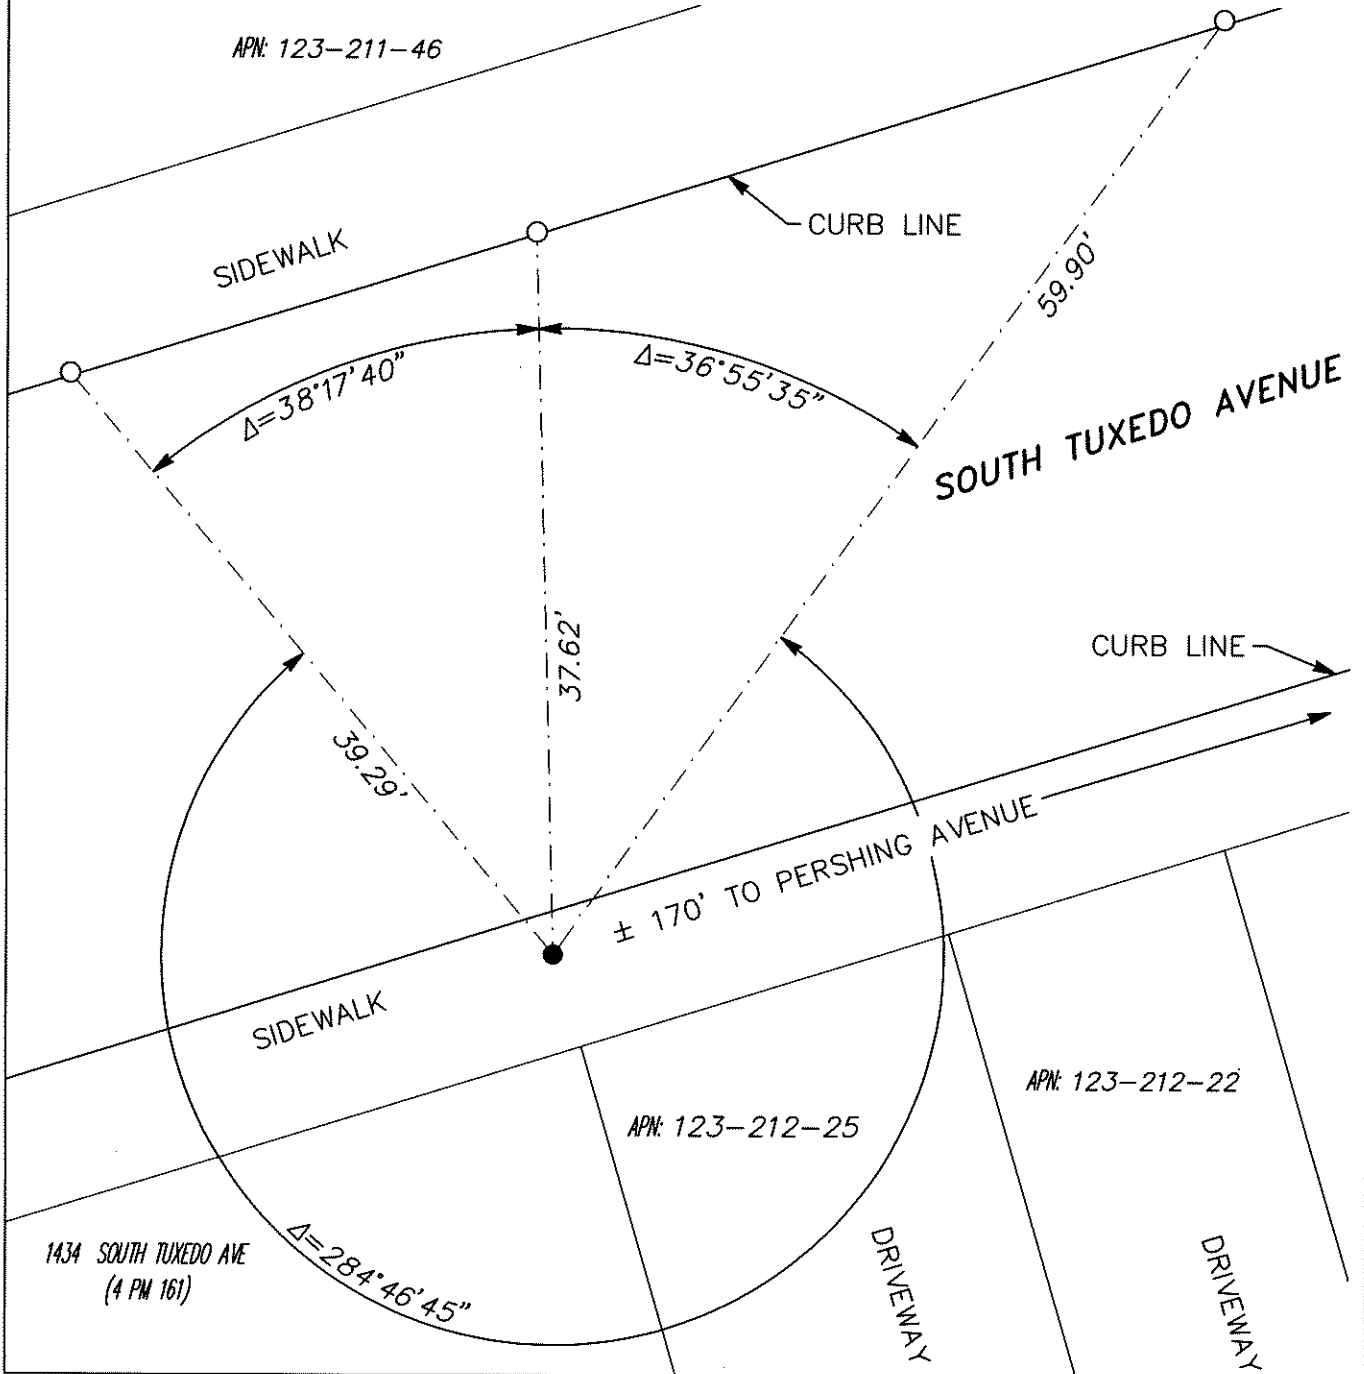 APN: 123-211-46
SIDEWALK
CURB LINE
59.90'
Δ=38°17'40"
Δ=36°55'35"
SOUTH TUXEDO AVENUE
37.62'
39.29'
CURB LINE
± 170' TO PERSHING AVENUE
SIDEWALK
APN: 123-212-22
APN: 123-212-25
Δ=284°46'45"
1434 SOUTH TUXEDO AVE
(4 PM 161)
DRIVEWAY
DRIVEWAY